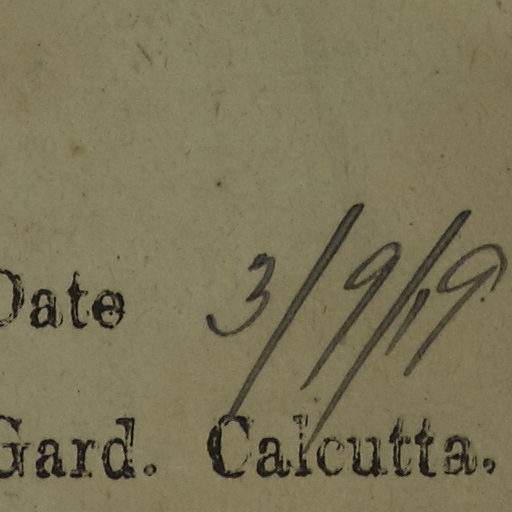 Date 3/9/19
Gard. Calcutta.